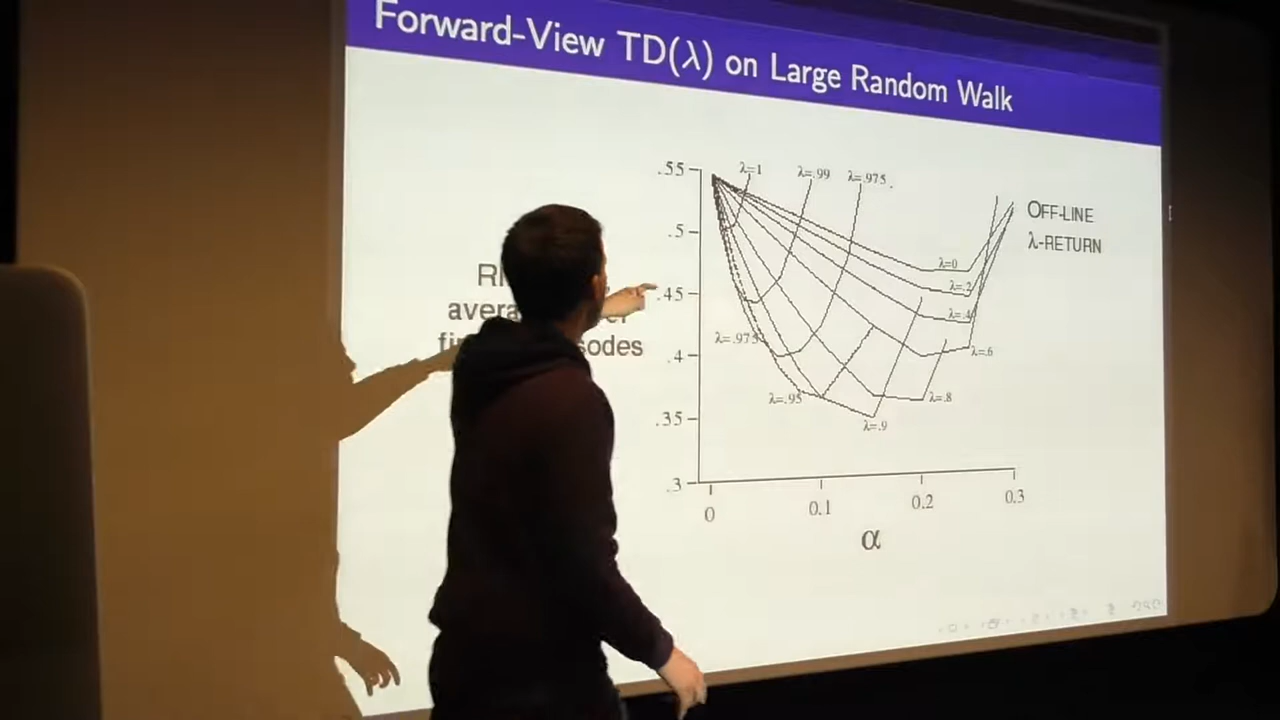 Forward-View TD(λ) on Large Random Walk
.55
.5
.45
.4
.35
.3
λ=1
λ=.99
λ=.975
OFF-LINE
λ-RETURN
λ=0
λ=.2
λ=.4
λ=.6
λ=.975
λ=.95
λ=.8
λ=.9
0
0.1
0.2
0.3
α